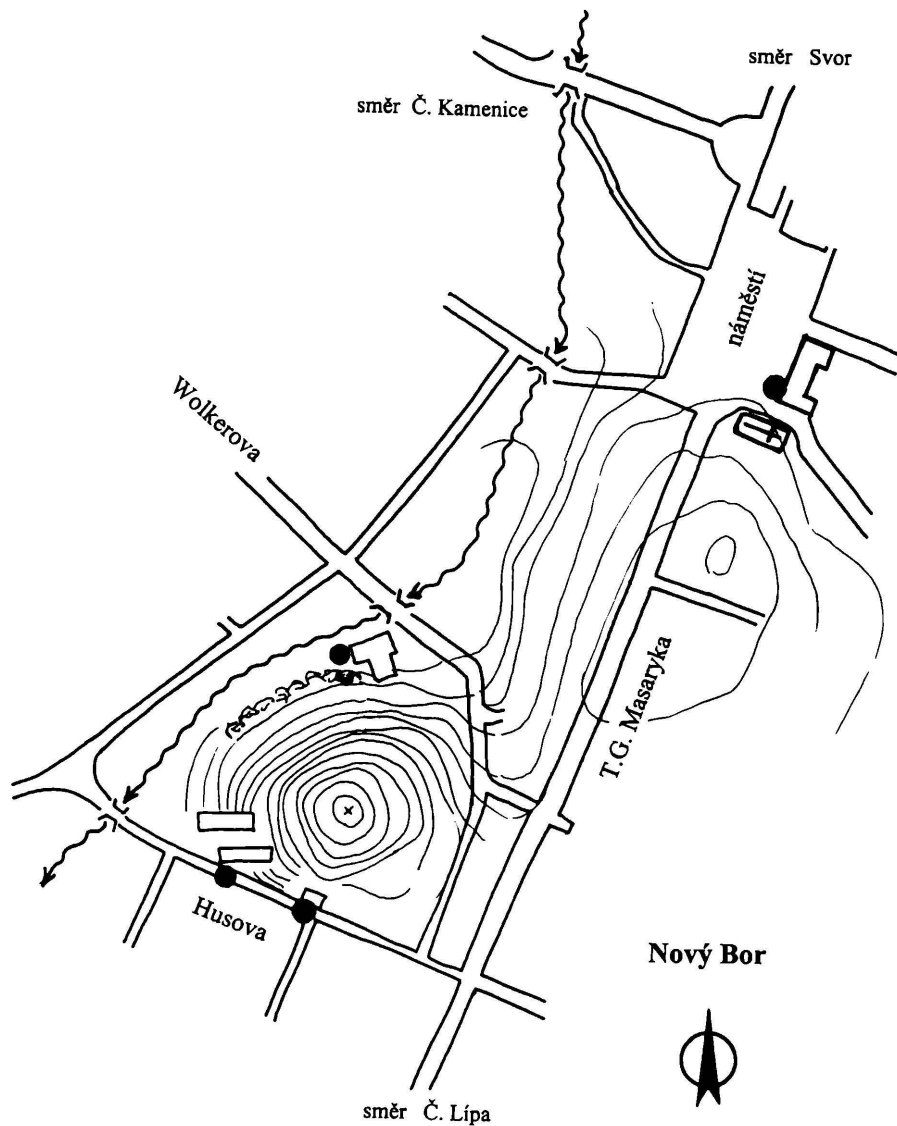 směr Svor
směr Č. Kamenice
náměstí
Wolkerova
T.G. Masaryka
Husova
Nový Bor
směr Č. Lípa